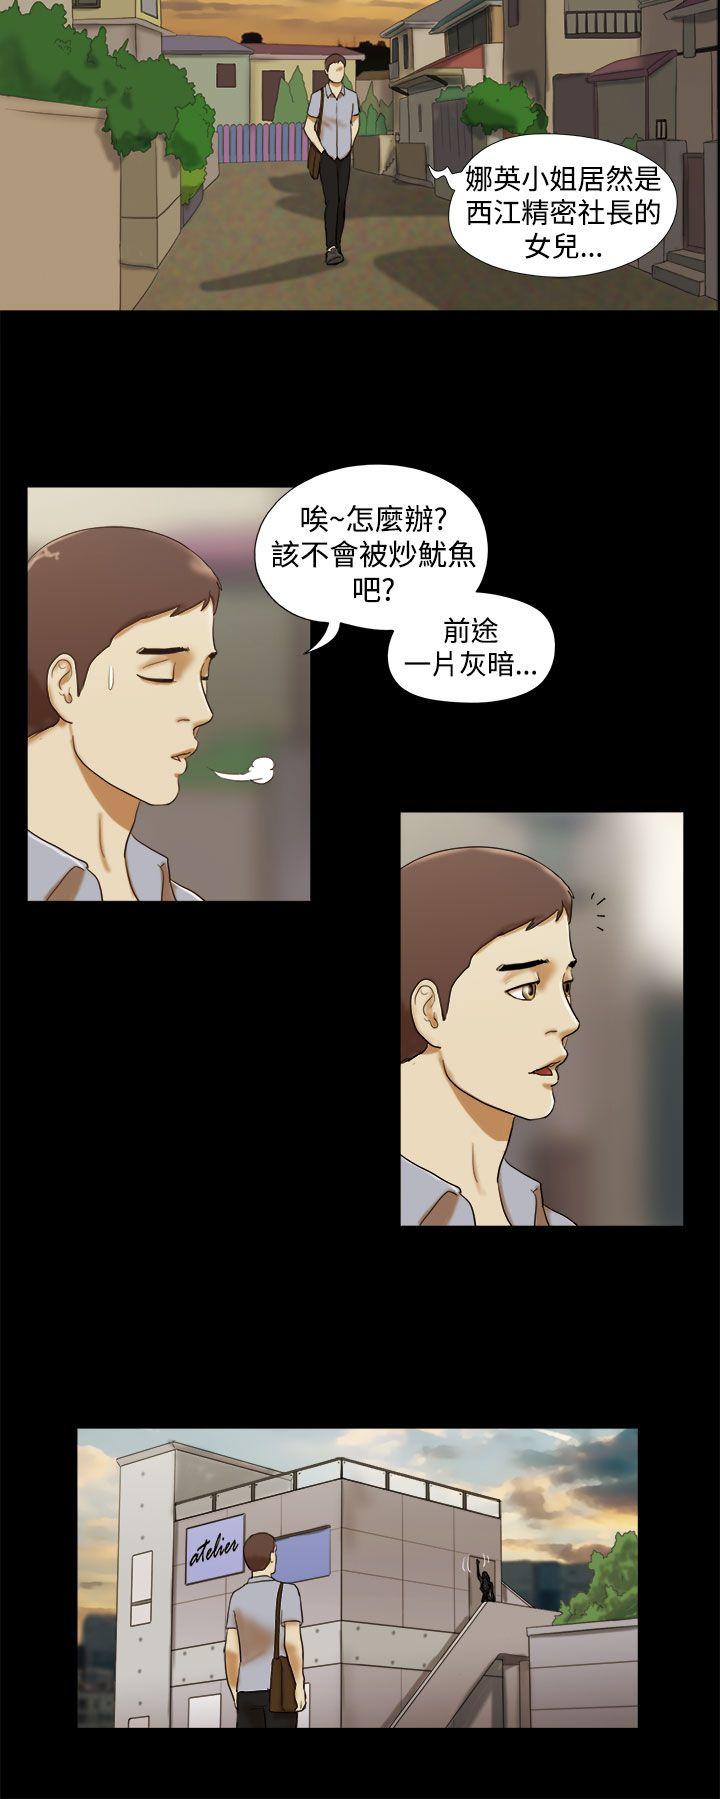 娜英小姐居然是
西江精密社長的
女兒...
唉~怎麼辦?
該不會被炒魷魚
吧?
前途
一片灰暗...
atelier